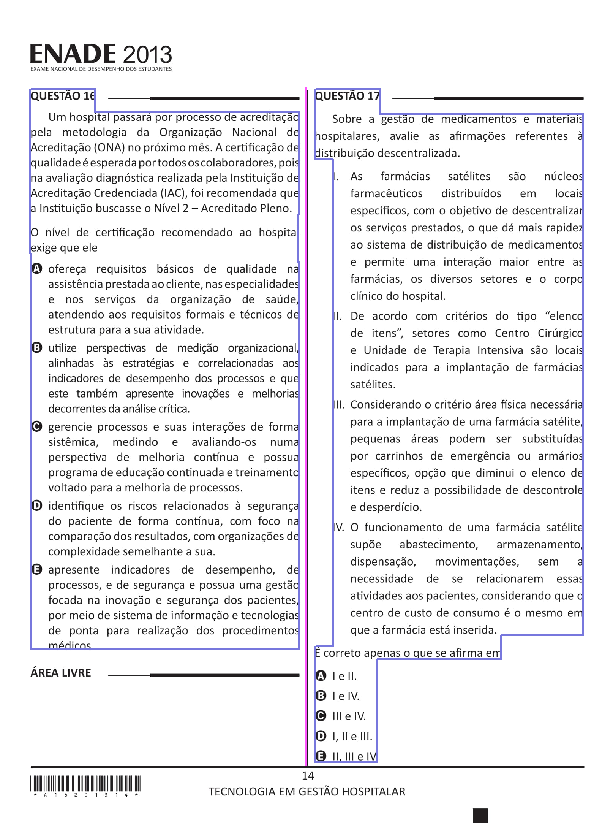 ENADE 2013
EXAME NACIONAL DE DESEMPENHO DOS ESTUDANTES
QUESTÃO 16
Um hospital passará por processo de acreditação
pela metodologia da Organização Nacional de
Acreditação (ONA) no próximo mês. A certificação de
qualidade é esperada por todos os colaboradores, pois
na avaliação diagnóstica realizada pela Instituição de
Acreditação Credenciada (IAC), foi recomendada que
a Instituição buscasse o Nível 2 – Acreditado Pleno.
O nível de certificação recomendado ao hospital
exige que ele
A ofereça requisitos básicos de qualidade na
assistência prestada ao cliente, nas especialidades
e nos serviços da organização de saúde,
atendendo aos requisitos formais e técnicos de
estrutura para a sua atividade.
B utilize perspectivas de medição organizacional,
alinhadas às estratégias e correlacionadas aos
indicadores de desempenho dos processos e que
este também apresente inovações e melhorias
decorrentes da análise crítica.
C gerencie processos e suas interações de forma
sistêmica, medindo e avaliando-os numa
perspectiva de melhoria contínua e possua
programa de educação continuada e treinamento
voltado para a melhoria de processos.
D identifique os riscos relacionados à segurança
do paciente de forma contínua, com foco na
comparação dos resultados, com organizações de
complexidade semelhante a sua.
E apresente indicadores de desempenho, de
processos, e de segurança e possua uma gestão
focada na inovação e segurança dos pacientes,
por meio de sistema de informação e tecnologias
de ponta para realização dos procedimentos
médicos.
ÁREA LIVRE
QUESTÃO 17
Sobre a gestão de medicamentos e materiais
hospitalares, avalie as afirmações referentes à
distribuição descentralizada.
I. As farmácias satélites são núcleos
farmacêuticos distribuídos em locais
específicos, com o objetivo de descentralizar
os serviços prestados, o que dá mais rapidez
ao sistema de distribuição de medicamentos
e permite uma interação maior entre as
farmácias, os diversos setores e o corpo
clínico do hospital.
II. De acordo com critérios do tipo “elenco
de itens”, setores como Centro Cirúrgico
e Unidade de Terapia Intensiva são locais
indicados para a implantação de farmácias
satélites.
III. Considerando o critério área física necessária
para a implantação de uma farmácia satélite,
pequenas áreas podem ser substituídas
por carrinhos de emergência ou armários
específicos, opção que diminui o elenco de
itens e reduz a possibilidade de descontrole
e desperdício.
IV. O funcionamento de uma farmácia satélite
supõe abastecimento, armazenamento,
dispensação, movimentações, sem a
necessidade de se relacionarem essas
atividades aos pacientes, considerando que o
centro de custo de consumo é o mesmo em
que a farmácia está inserida.
É correto apenas o que se afirma em
A I e II.
B I e IV.
C III e IV.
D I, II e III.
E II, III e IV
14
TECNOLOGIA EM GESTÃO HOSPITALAR